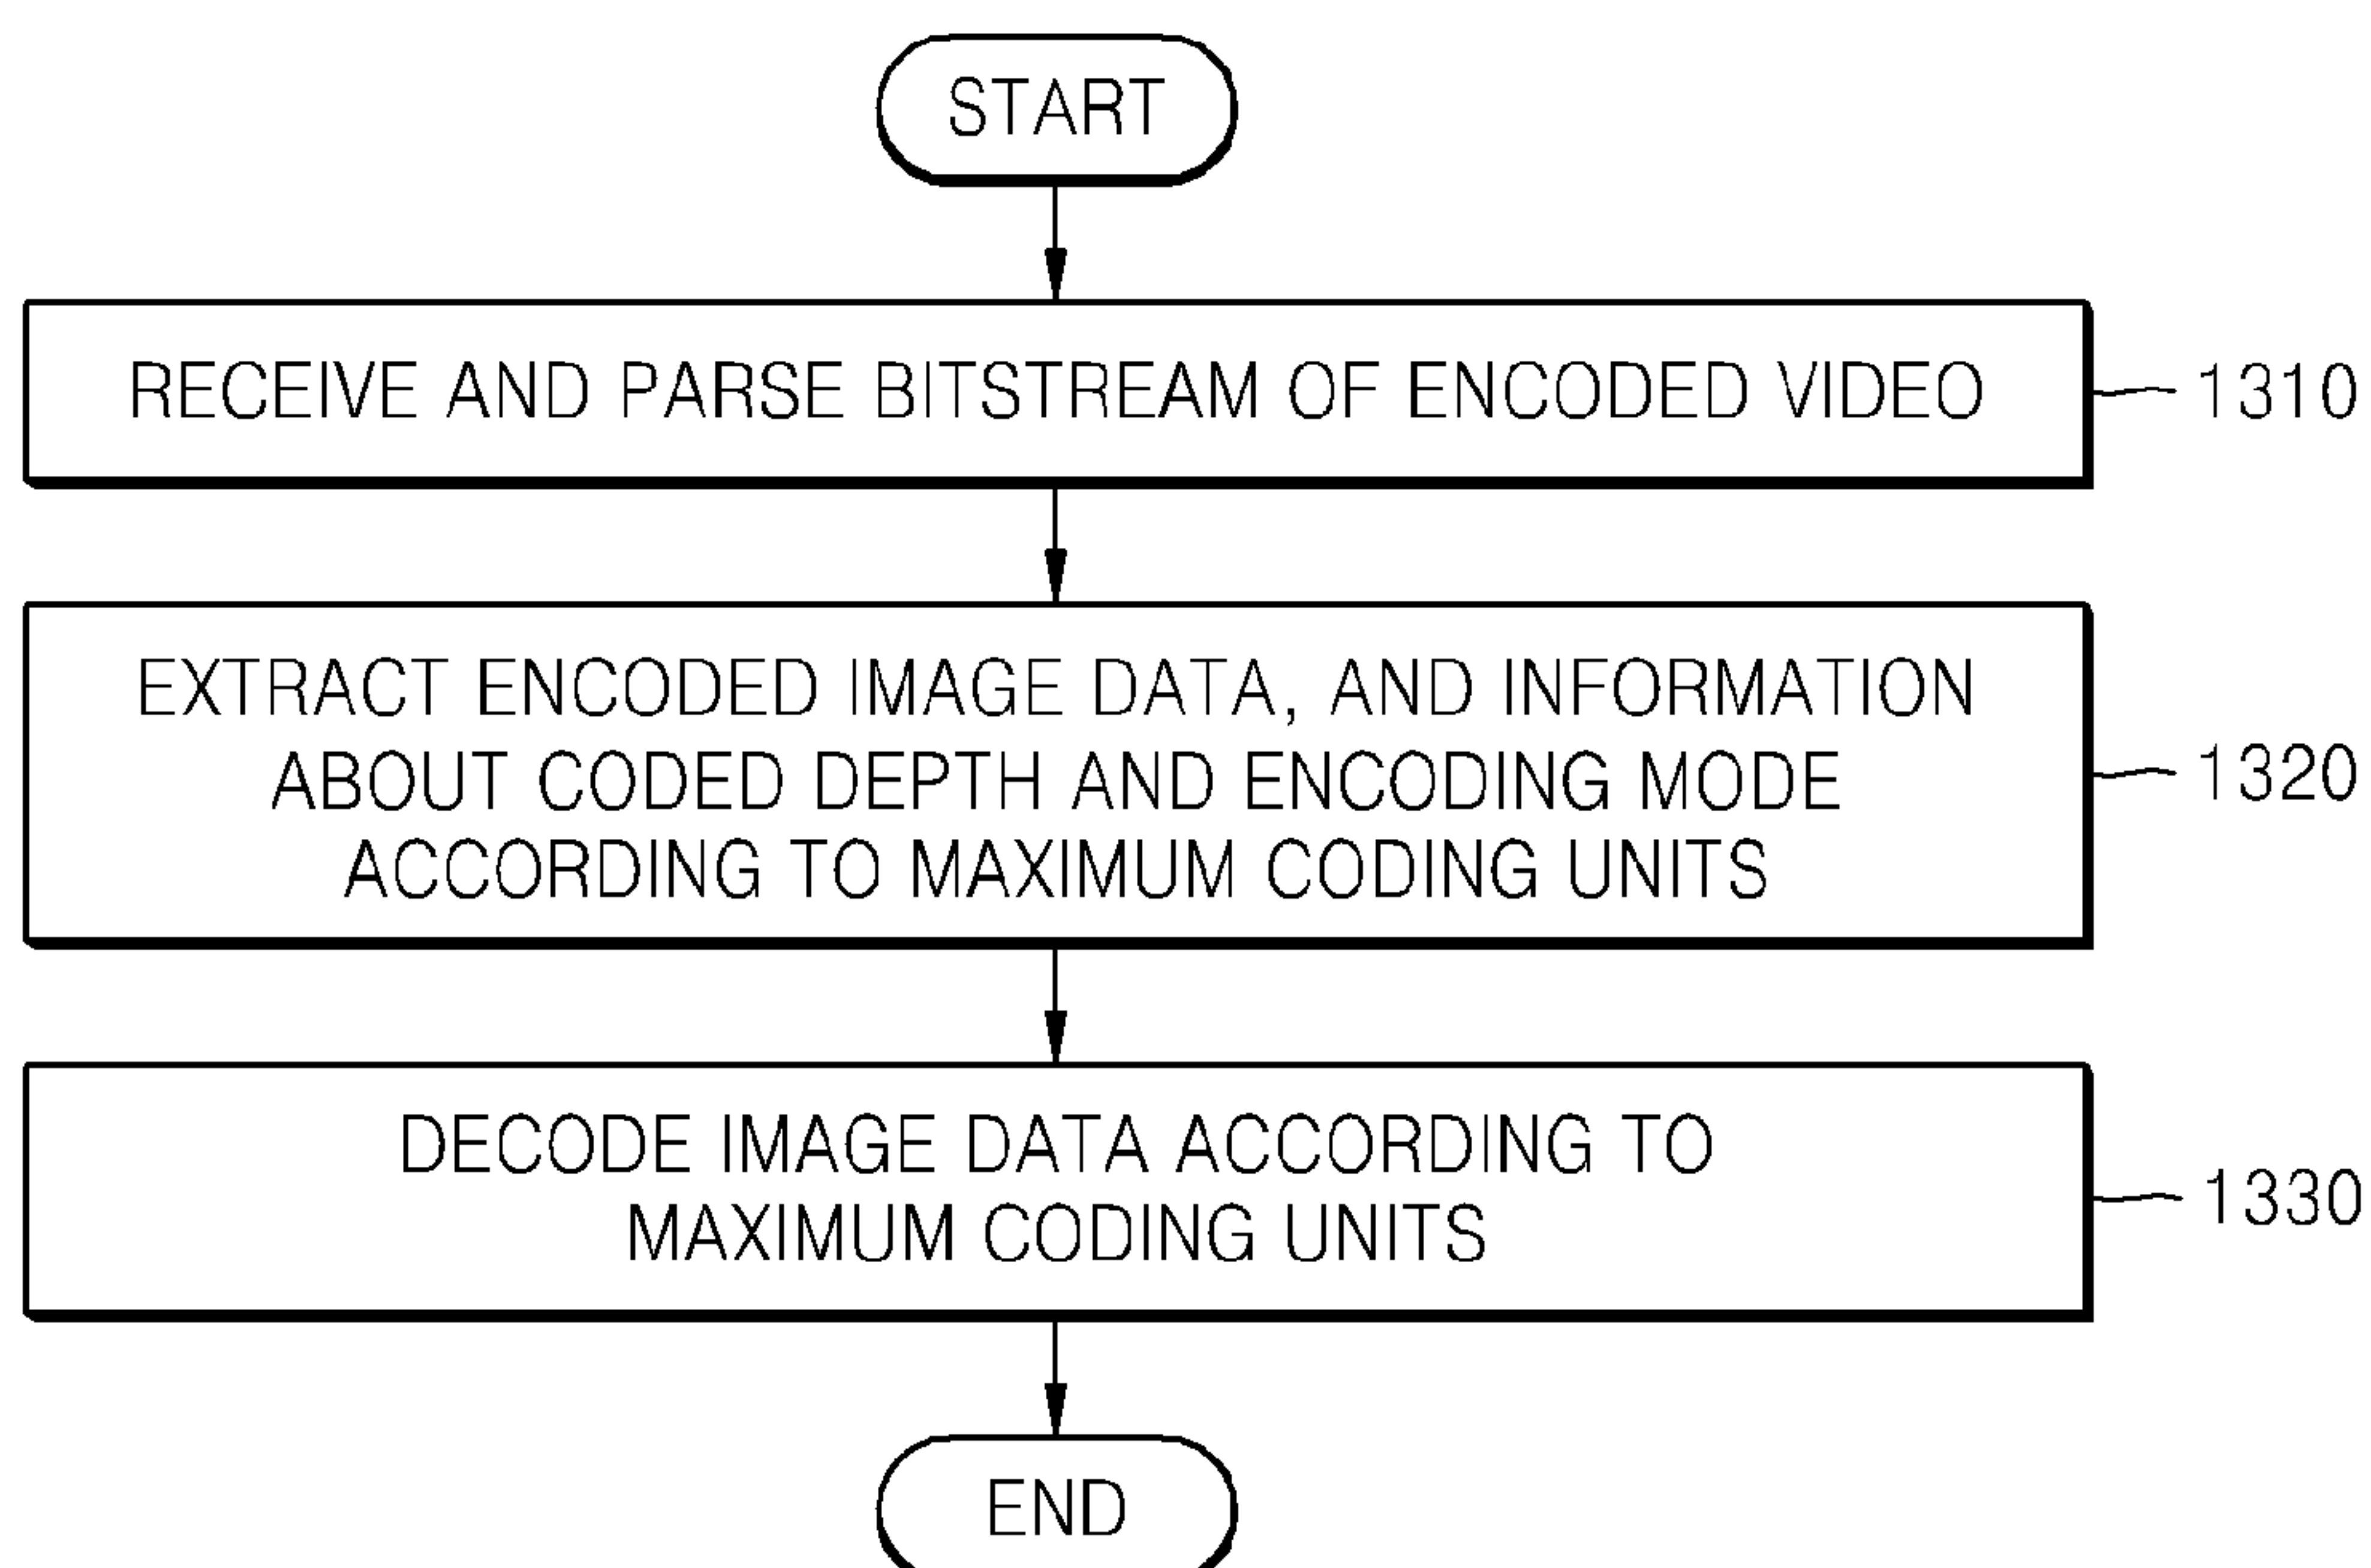 START
RECEIVE AND PARSE BITSTREAM OF ENCODED VIDEO
1310
EXTRACT ENCODED IMAGE DATA, AND INFORMATION
ABOUT CODED DEPTH AND ENCODING MODE
ACCORDING TO MAXIMUM CODING UNITS
1320
DECODE IMAGE DATA ACCORDING TO
MAXIMUM CODING UNITS
1330
END